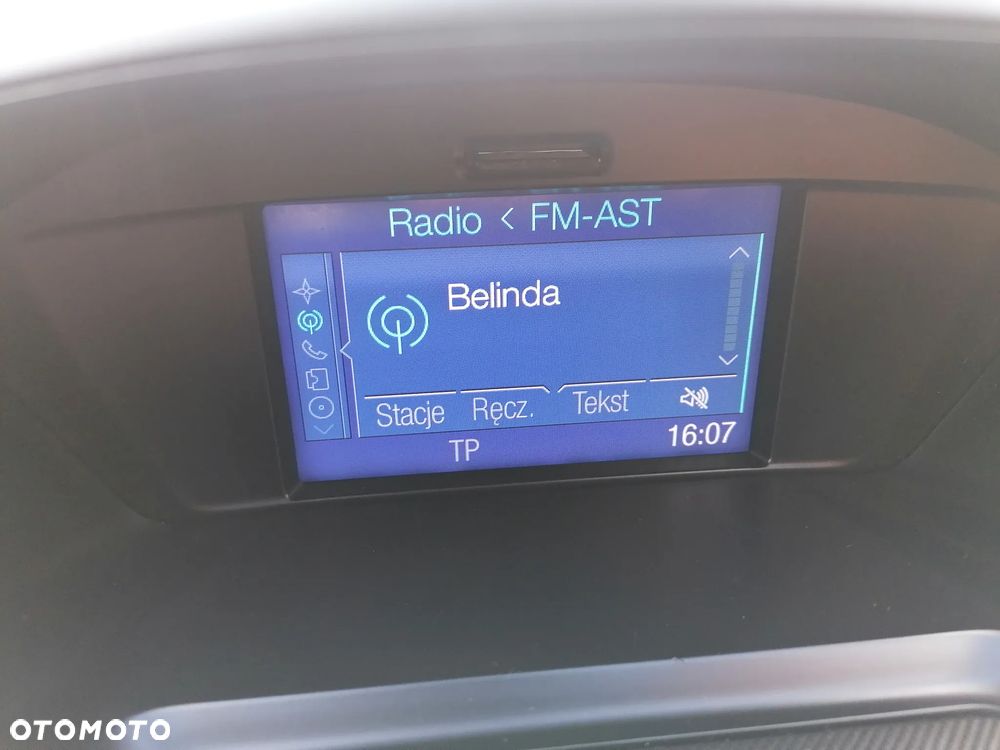 Radio < FM-AST
Belinda
Stacje Ręcz. Tekst
TP 16:07
OTOMOTO